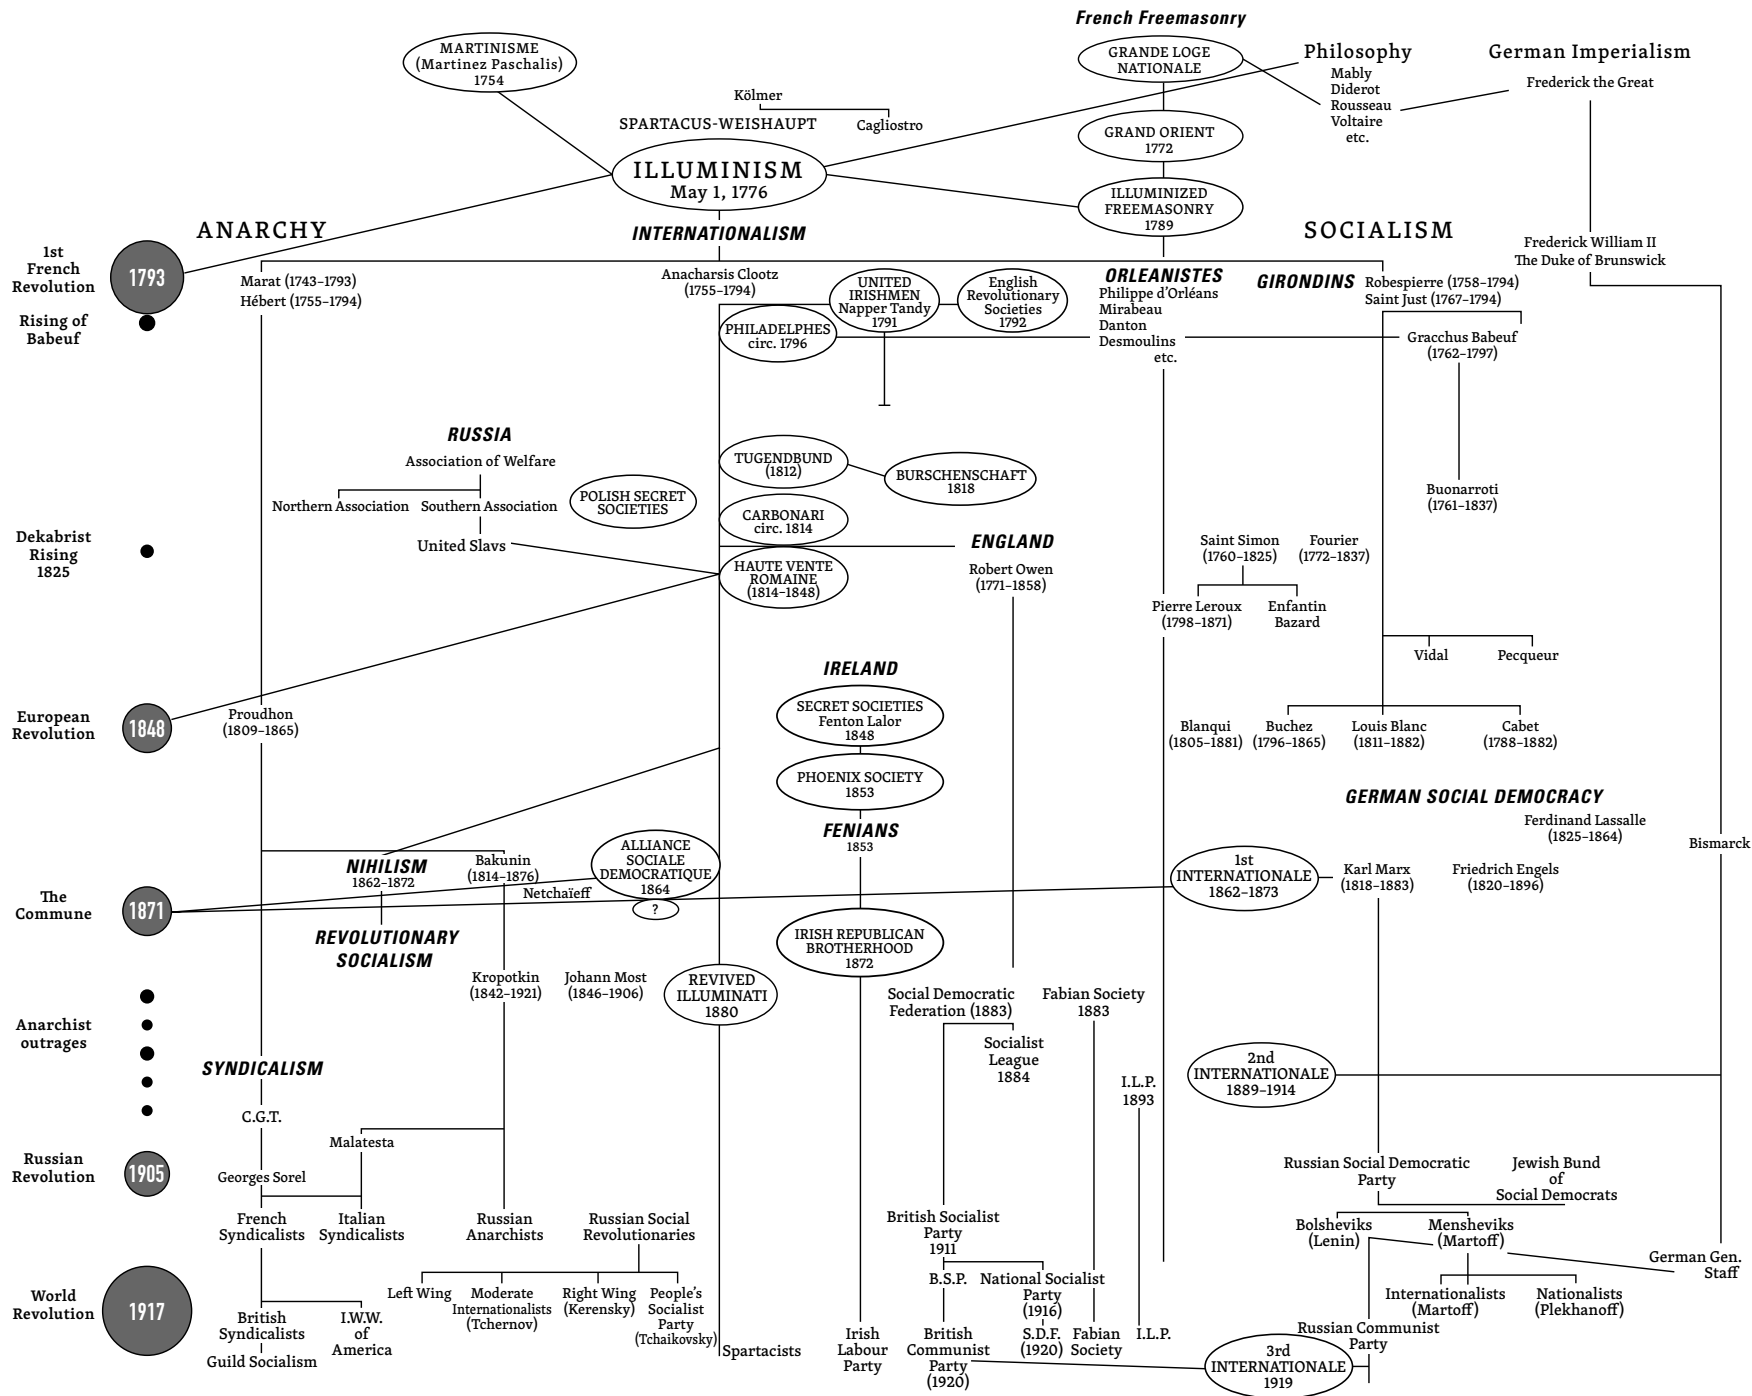 French Freemasonry
MARTINISME
(Martinez Paschalis)
1754
GRANDE LOGE
NATIONALE
Philosophy
Mably
Diderot
Rousseau
Voltaire
etc.
German Imperialism
Frederick the Great
Kölmer
SPARTACUS-WEISHAUPT
Cagliostro
GRAND ORIENT
1772
ILLUMINISM
May 1, 1776
ILLUMINIZED
FREEMASONRY
1789
ANARCHY
INTERNATIONALISM
SOCIALISM
Frederick William II
The Duke of Brunswick
1st
French
Revolution
1793
Marat (1743–1793)
Hébert (1755–1794)
Anacharsis Clootz
(1755–1794)
UNITED
IRISHMEN
Napper Tandy
1791
English
Revolutionary
Societies
1792
ORLEANISTES
Philippe d'Orléans
Mirabeau
Danton
Desmoulins
etc.
GIRONDINS
Robespierre (1758–1794)
Saint Just (1767–1794)
Rising of
Babeuf
PHILADELPHES
circ. 1796
Gracchus Babeuf
(1762–1797)
RUSSIA
Association of Welfare
Northern Association
Southern Association
United Slavs
POLISH SECRET
SOCIETIES
TUGENDBUND
(1812)
BURSCHENSCHAFT
1818
CARBONARI
circ. 1814
Buonarroti
(1761–1837)
Dekabrist
Rising
1825
HAUTE VENTE
ROMAINE
(1814–1848)
ENGLAND
Robert Owen
(1771–1858)
Saint Simon
(1760–1825)
Fourier
(1772–1837)
Pierre Leroux
(1798–1871)
Enfantin
Bazard
Vidal
Pecqueur
IRELAND
SECRET SOCIETIES
Fenton Lalor
1848
European
Revolution
1848
Proudhon
(1809–1865)
Blanqui
(1805–1881)
Buchez
(1796–1865)
Louis Blanc
(1811–1882)
Cabet
(1788–1882)
PHOENIX SOCIETY
1853
FENIANS
1853
GERMAN SOCIAL DEMOCRACY
Ferdinand Lassalle
(1825–1864)
Bismarck
NIHILISM
1862–1872
Bakunin
(1814–1876)
Netchaïeff
ALLIANCE
SOCIALE
DEMOCRATIQUE
1864
?
1st
INTERNATIONALE
1862–1873
Karl Marx
(1818–1883)
Friedrich Engels
(1820–1896)
The
Commune
1871
REVOLUTIONARY
SOCIALISM
IRISH REPUBLICAN
BROTHERHOOD
1872
Kropotkin
(1842–1921)
Johann Most
(1846–1906)
REVIVED
ILLUMINATI
1880
Social Democratic
Federation (1883)
Fabian Society
1883
Socialist
League
1884
Anarchist
outrages
SYNDICALISM
C.G.T.
I.L.P.
1893
2nd
INTERNATIONALE
1889–1914
Malatesta
Russian
Revolution
1905
Georges Sorel
Russian Social Democratic
Party
Jewish Bund
of
Social Democrats
French
Syndicalists
Italian
Syndicalists
Russian
Anarchists
Russian Social
Revolutionaries
British Socialist
Party
1911
Bolsheviks
(Lenin)
Mensheviks
(Martoff)
German Gen.
Staff
World
Revolution
1917
Left Wing
Moderate
Internationalists
(Tchernov)
Right Wing
(Kerensky)
People's
Socialist
Party
(Tchaikovsky)
B.S.P.
National Socialist
Party
(1916)
Internationalists
(Martoff)
Nationalists
(Plekhanoff)
British
Syndicalists
Guild Socialism
I.W.W.
of
America
Spartacists
Irish
Labour
Party
British
Communist
Party
(1920)
S.D.F.
(1920)
Fabian
Society
I.L.P.
3rd
INTERNATIONALE
1919
Russian Communist
Party